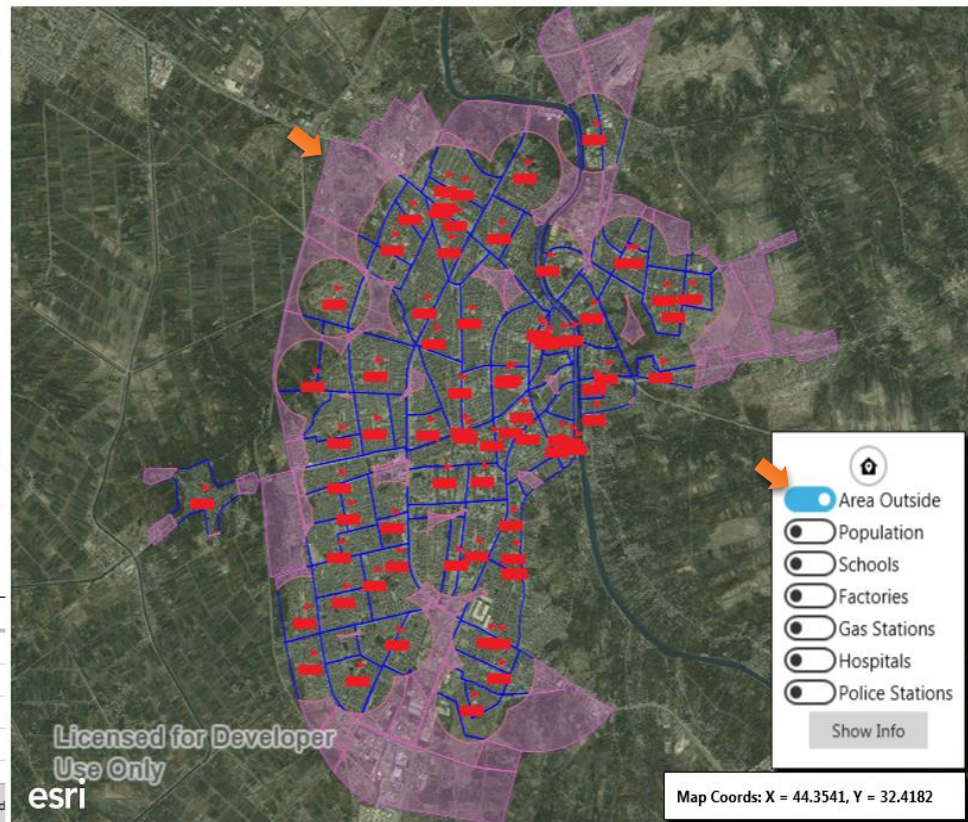 Area Outside
Population
Schools
Factories
Gas Stations
Hospitals
Police Stations
Show Info
Licensed for Developer
Use Only
esri
Map Coords: X = 44.3541, Y = 32.4182